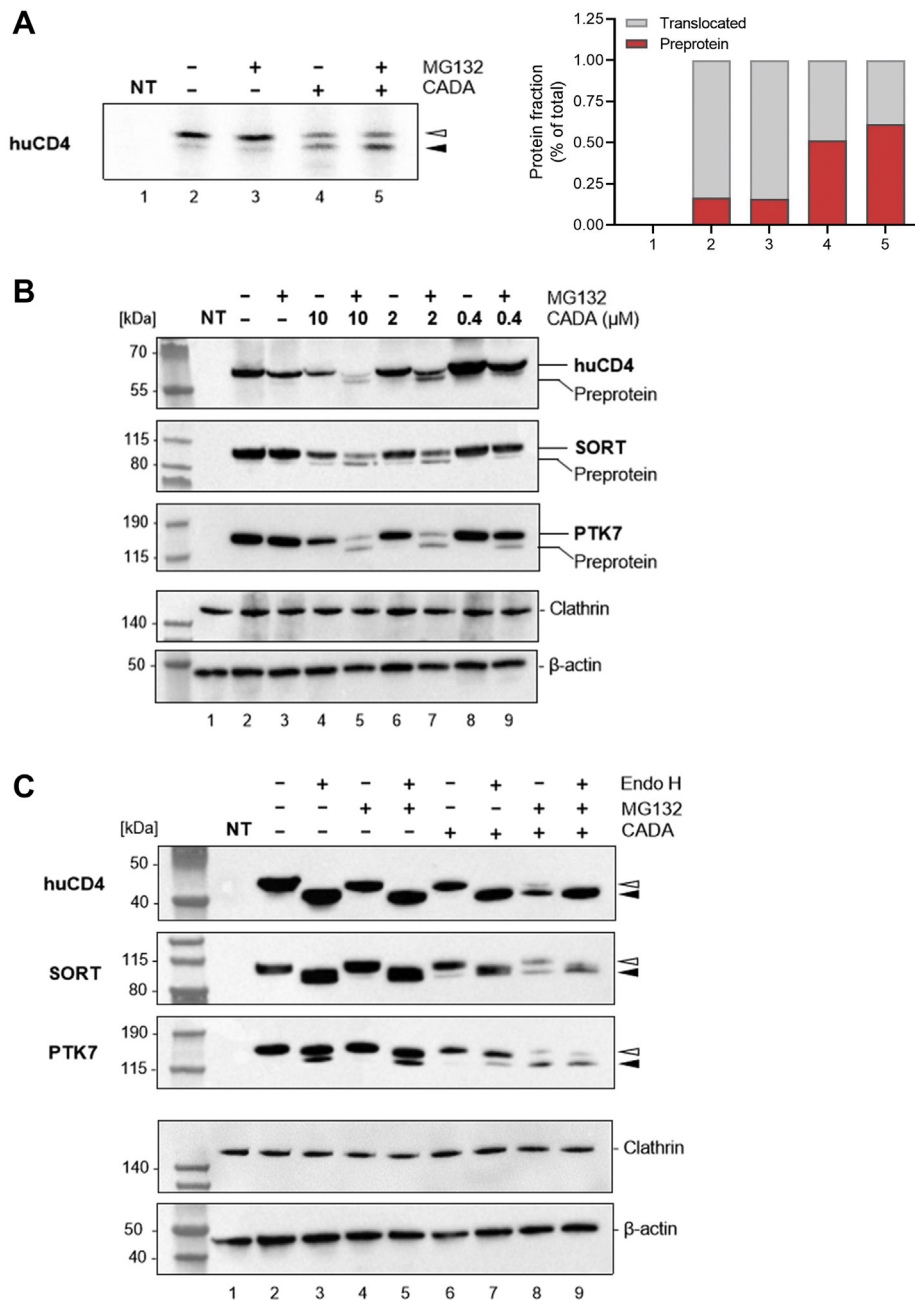 A
NT – + – + MG132
– – + + CADA
huCD4
1 2 3 4 5
Protein fraction
(% of total)
1.25
1.00
0.75
0.50
0.25
0.00
Translocated
Preprotein
1 2 3 4 5
B
– + – + – + – + MG132
[kDa] NT – – 10 10 2 2 0.4 0.4 CADA (µM)
70
55
huCD4
Preprotein
115
80
SORT
Preprotein
190
115
PTK7
Preprotein
140
Clathrin
50
β-actin
1 2 3 4 5 6 7 8 9
C
– + – + – + – + Endo H
– – + + – – + + MG132
[kDa] NT – – – – + + + + CADA
huCD4
50
40
SORT
115
80
PTK7
190
115
140
Clathrin
50
40
β-actin
1 2 3 4 5 6 7 8 9